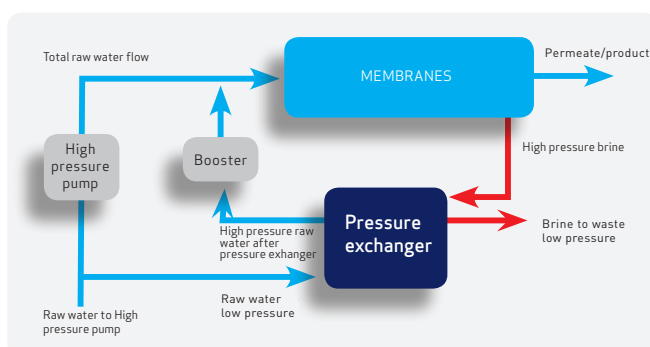 Total raw water flow
MEMBRANES
Permeate/product
High
pressure
pump
Booster
High pressure brine
Pressure
exchanger
High pressure raw
water after
pressure exhanger
Brine to waste
low pressure
Raw water
low pressure
Raw water to High
pressure pump